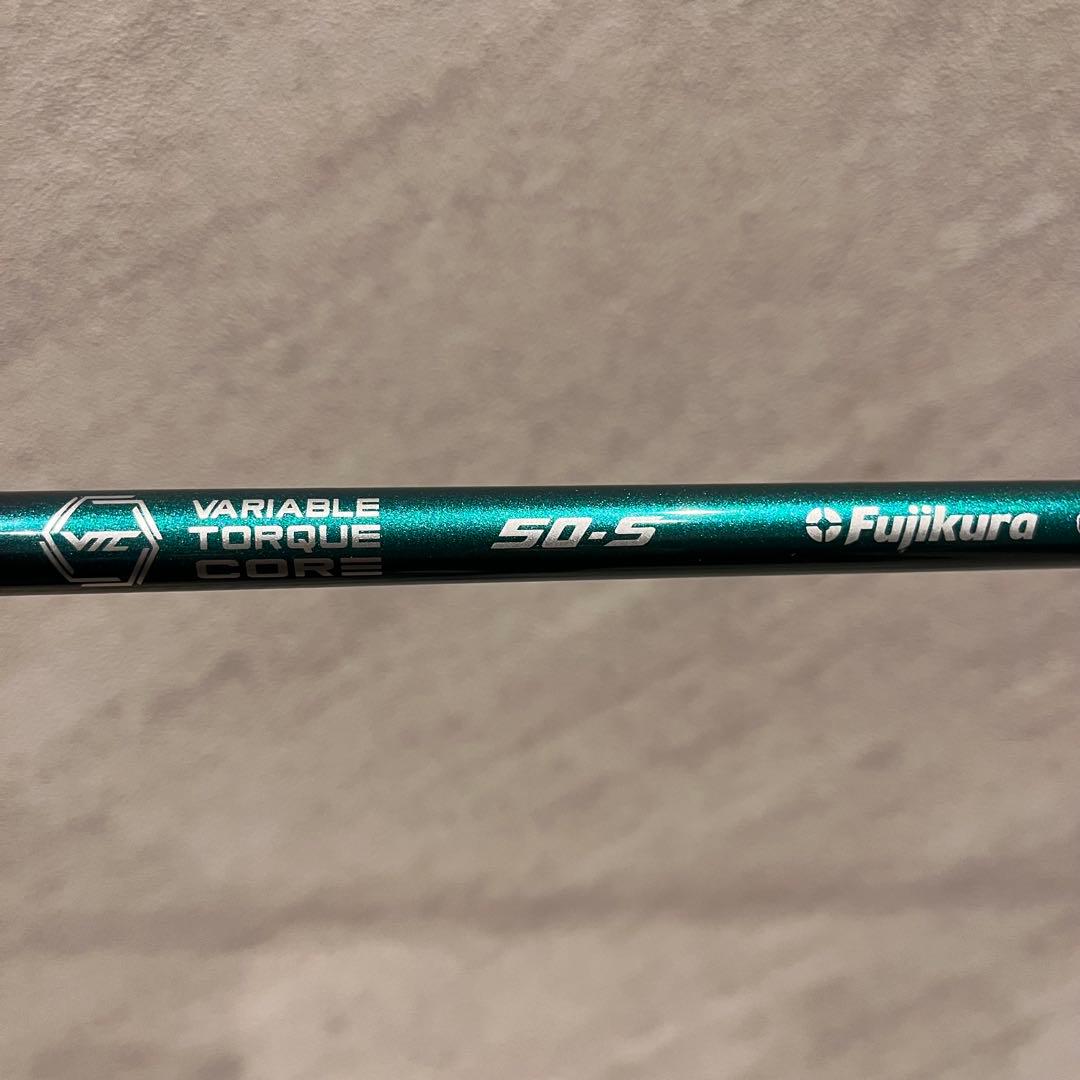 VTC
VARIABLE
TORQUE
CORE
50-S
Fujikura